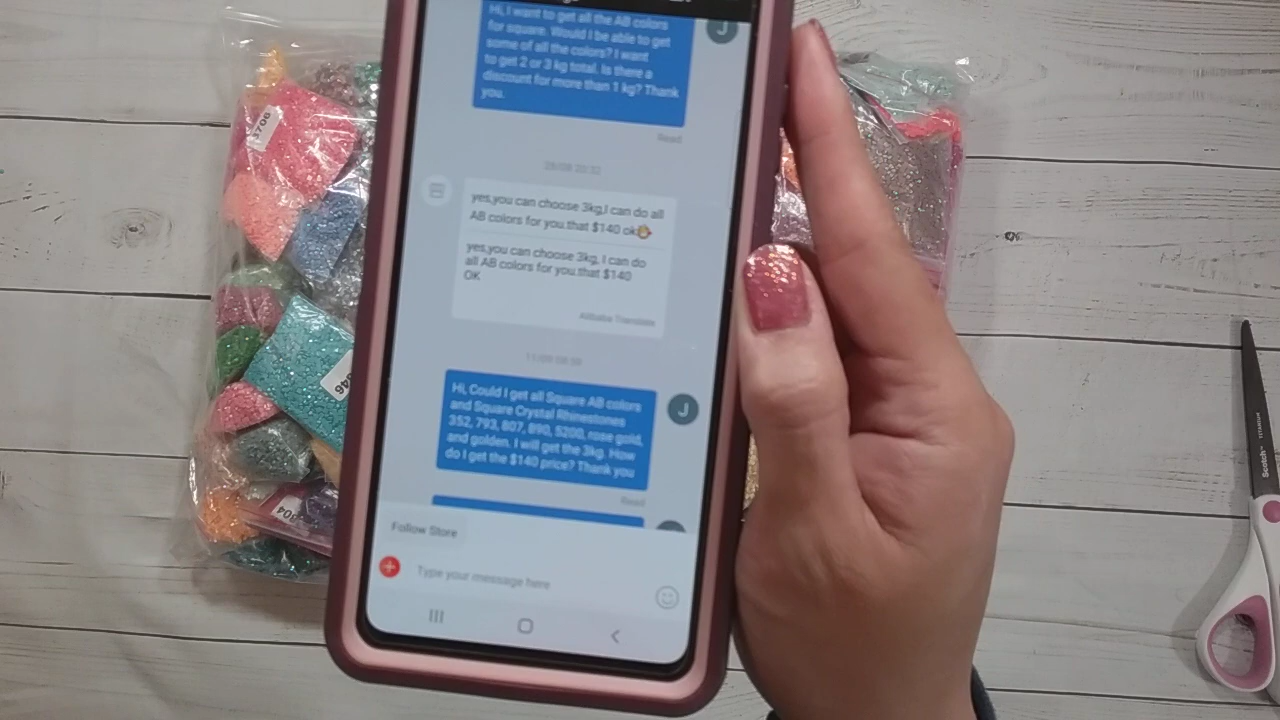 Hi, I want to get all the AB colors
for square. Would I be able to get
some of all the colors? I want
to get 2 or 3 kg total. Is there a
discount for more than 1 kg? Thank
you.
J
Read
yes,you can choose 3kg,I can do all
AB colors for you.that $140 ok
yes,you can choose 3kg, I can do
all AB colors for you.that $140
OK
Alibaba Translate
Hi, Could I get all Square AB colors
and Square Crystal Rhinestones
352, 793, 807, 890, 5200, rose gold,
and golden. I will get the 3kg. How
do I get the $140 price? Thank you
J
Read
Follow Store
Type your message here
3706
846
804
Scotch™ TITANIUM